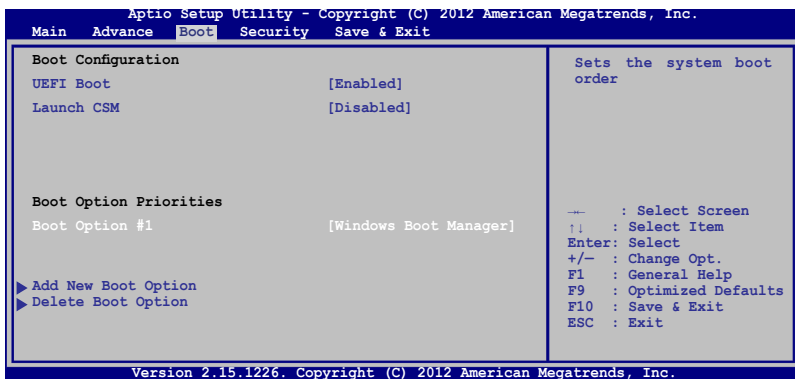 Aptio Setup Utility - Copyright (C) 2012 American Megatrends, Inc.
Main Advance Boot Security Save & Exit
Boot Configuration
UEFI Boot [Enabled]
Launch CSM [Disabled]
Boot Option Priorities
Boot Option #1 [Windows Boot Manager]
Add New Boot Option
Delete Boot Option
Sets the system boot
order
→← : Select Screen
↑↓ : Select Item
Enter: Select
+/— : Change Opt.
F1 : General Help
F9 : Optimized Defaults
F10 : Save & Exit
ESC : Exit
Version 2.15.1226. Copyright (C) 2012 American Megatrends, Inc.